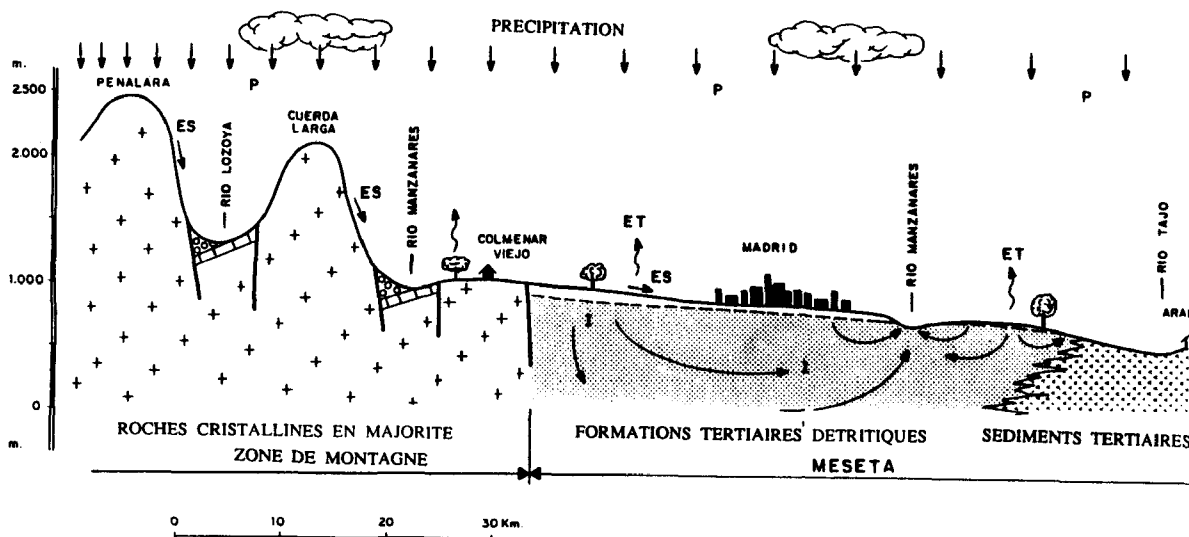 PRECIPITATION
m.
2.500
PENALARA
P
P
P
CUERDA
LARGA
ES
RIO LOZOYA
2.000
ES
RIO MANZANARES
COLMENAR
VIEJO
ET
ES
MADRID
RIO MANZANARES
ET
RIO TAJO
1.000
I
I
ARAN
0
m.
ROCHES CRISTALLINES EN MAJORITE
ZONE DE MONTAGNE
FORMATIONS TERTIAIRES DETRITIQUES
SEDIMENTS TERTIAIRES
MESETA
0 10 20 30 Km.